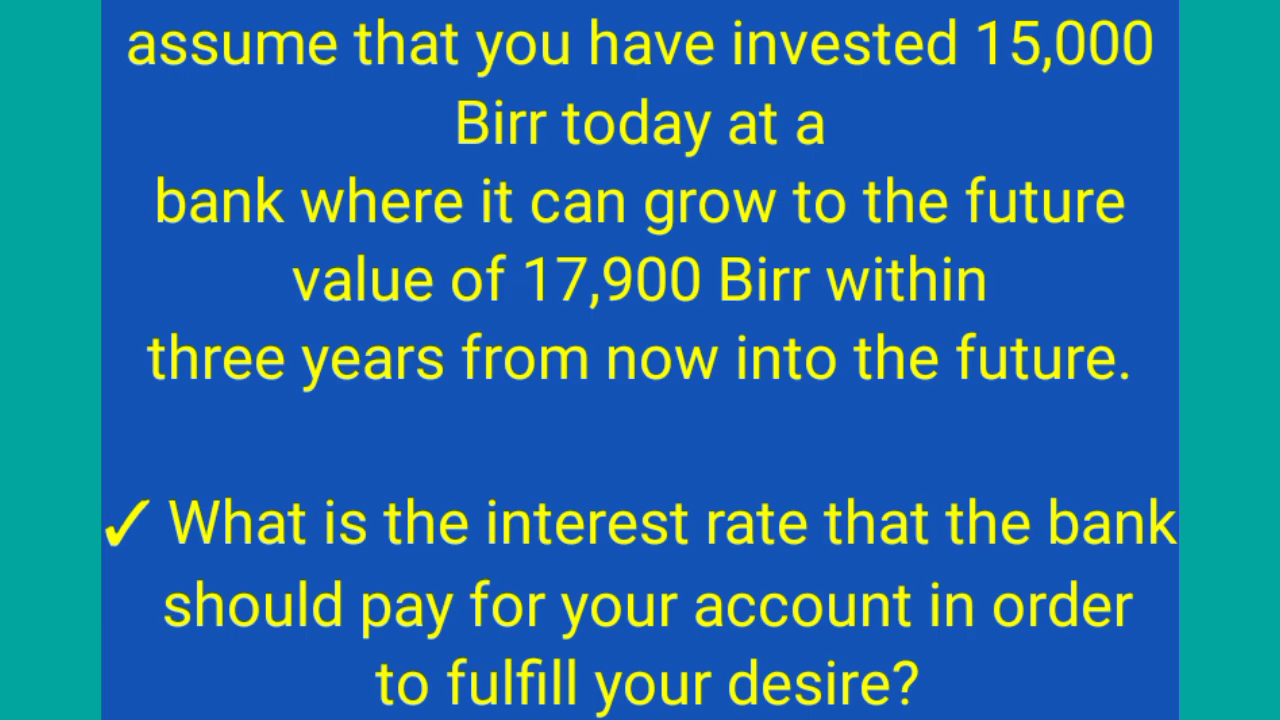 assume that you have invested 15,000
Birr today at a
bank where it can grow to the future
value of 17,900 Birr within
three years from now into the future.
✓ What is the interest rate that the bank
should pay for your account in order
to fulfill your desire?